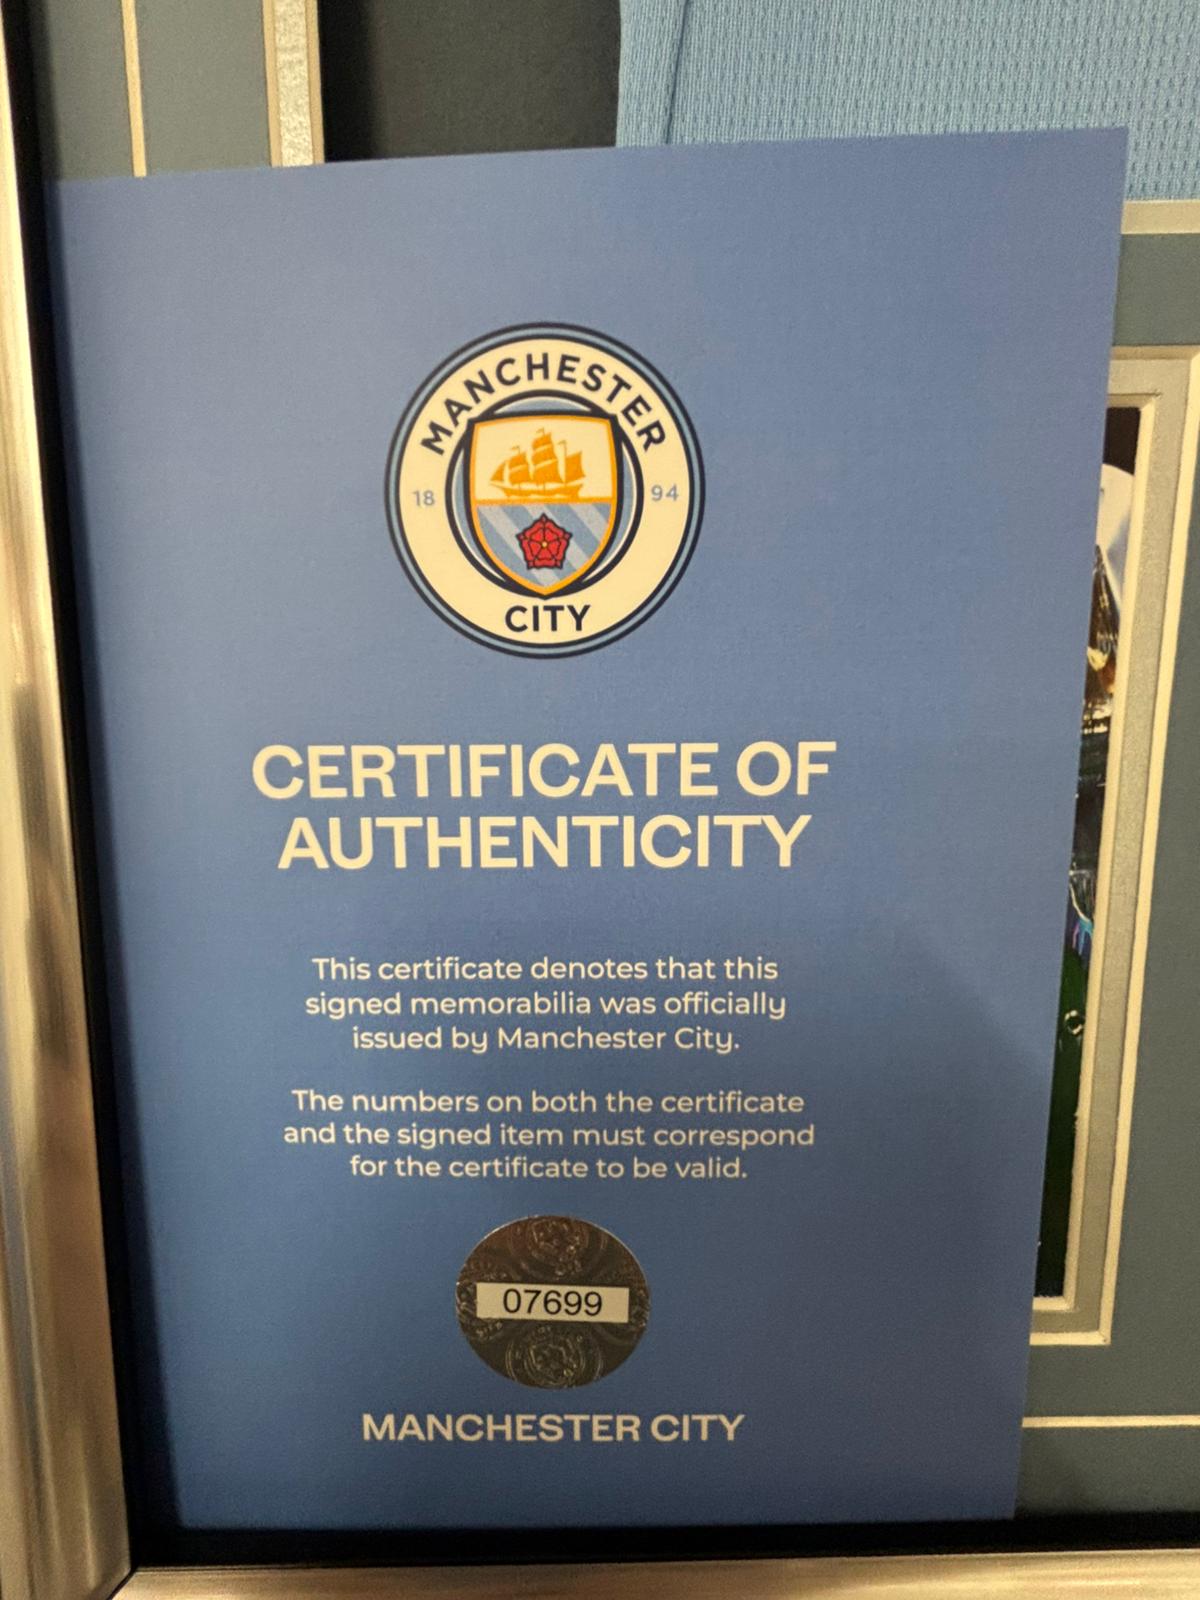 MANCHESTER
18 94
CITY
CERTIFICATE OF
AUTHENTICITY
This certificate denotes that this
signed memorabilia was officially
issued by Manchester City.
The numbers on both the certificate
and the signed item must correspond
for the certificate to be valid.
07699
MANCHESTER CITY